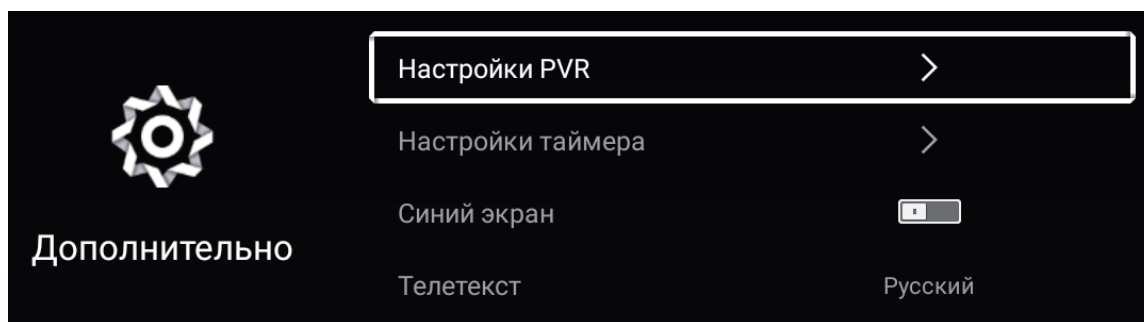 Настройки PVR
Настройки таймера
Синий экран
Дополнительно
Телетекст Русский